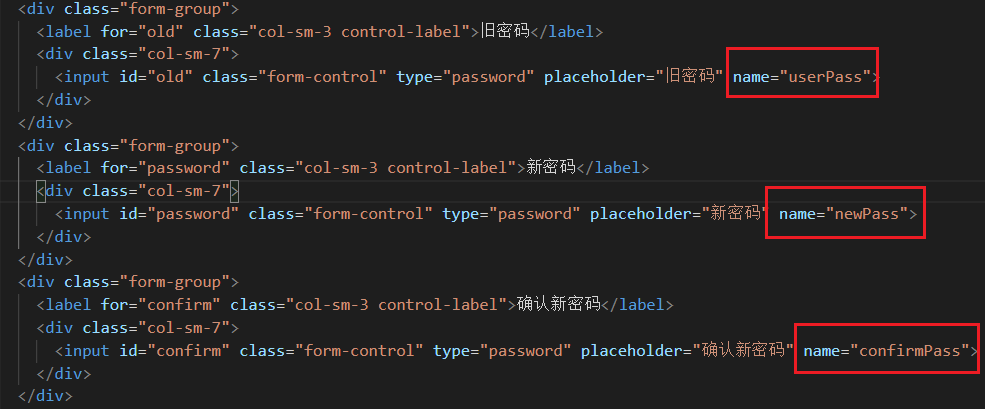 <div class="form-group">
<label for="old" class="col-sm-3 control-label">旧密码</label>
<div class="col-sm-7">
<input id="old" class="form-control" type="password" placeholder="旧密码" name="userPass">
</div>
</div>
<div class="form-group">
<label for="password" class="col-sm-3 control-label">新密码</label>
<div class="col-sm-7">
<input id="password" class="form-control" type="password" placeholder="新密码" name="newPass">
</div>
</div>
<div class="form-group">
<label for="confirm" class="col-sm-3 control-label">确认新密码</label>
<div class="col-sm-7">
<input id="confirm" class="form-control" type="password" placeholder="确认新密码" name="confirmPass">
</div>
</div>